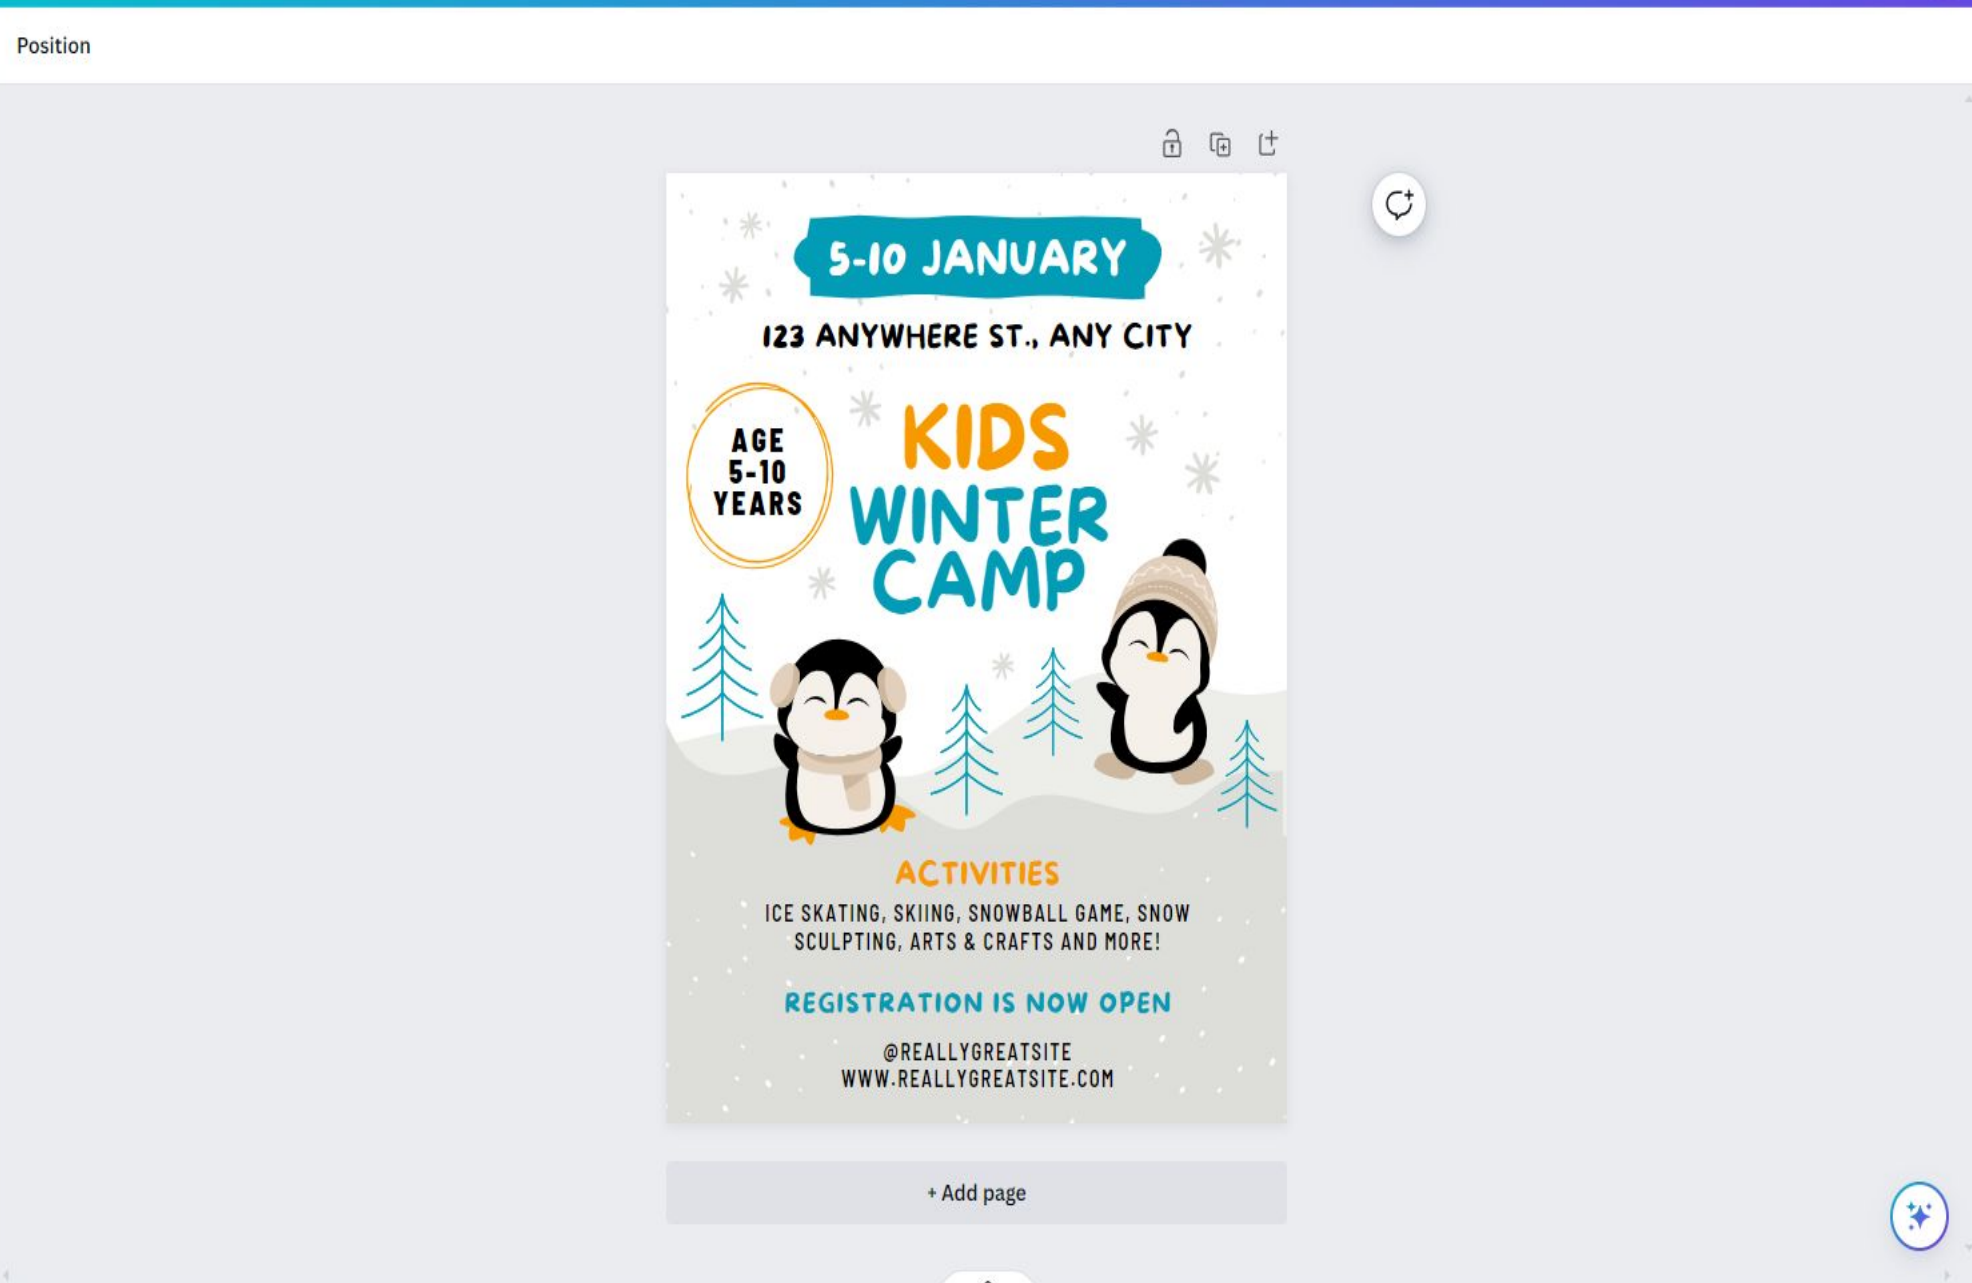 Position
5-10 JANUARY
123 ANYWHERE ST., ANY CITY
AGE
5-10
YEARS
KIDS
WINTER
CAMP
ACTIVITIES
ICE SKATING, SKIING, SNOWBALL GAME, SNOW
SCULPTING, ARTS & CRAFTS AND MORE!
REGISTRATION IS NOW OPEN
@REALLYGREATSITE
WWW.REALLYGREATSITE.COM
+ Add page